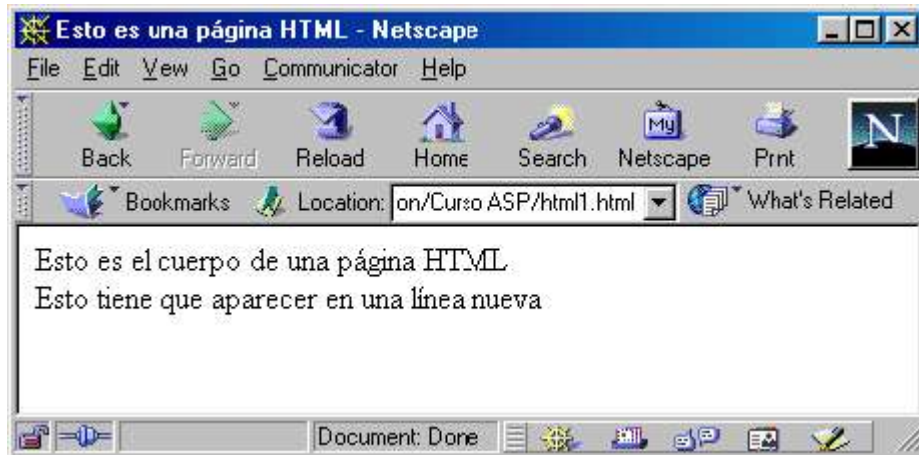 Esto es una página HTML - Netscape
File Edit View Go Communicator Help
Back Forward Reload Home Search My Netscape Print N
Bookmarks Location: on/Curso ASP/html1.html What's Related
Esto es el cuerpo de una página HTML
Esto tiene que aparecer en una línea nueva
Document: Done